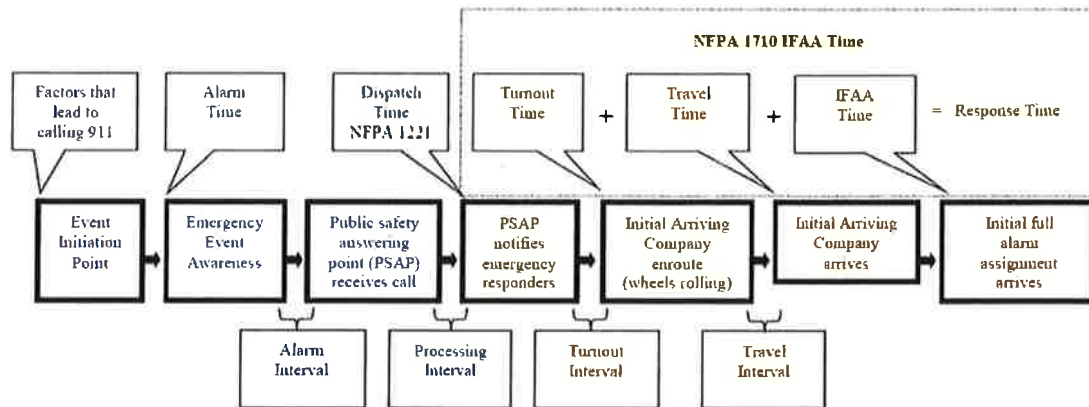 NFPA 1710 IFAA Time
Factors that
lead to
calling 911
Alarm
Time
Dispatch
Time
NFPA 1221
Turnout
Time
+
Travel
Time
+
IFAA
Time
= Response Time
Event
Initiation
Point
Emergency
Event
Awareness
Public safety
answering
point (PSAP)
receives call
PSAP
notifies
emergency
responders
Initial Arriving
Company
enroute
(wheels rolling)
Initial Arriving
Company
arrives
Initial full
alarm
assignment
arrives
Alarm
Interval
Processing
Interval
Turnout
Interval
Travel
Interval